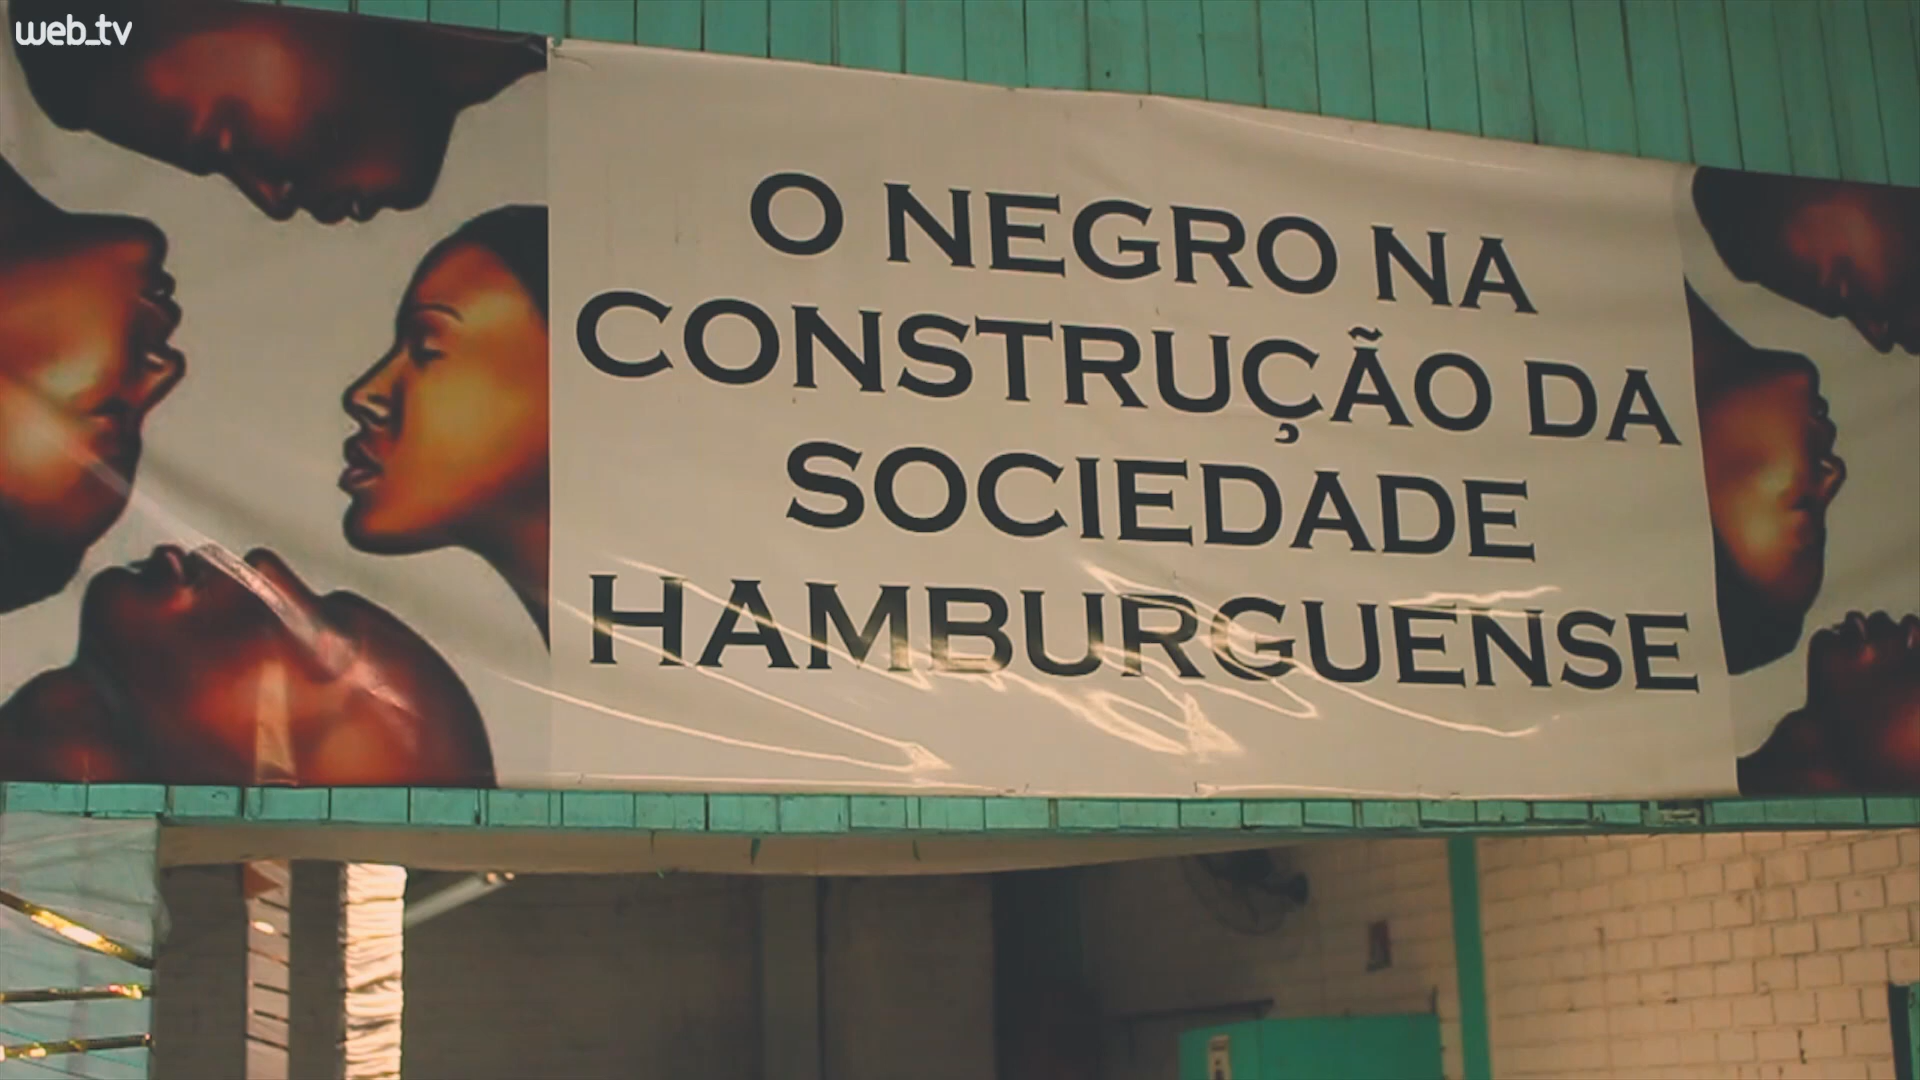 web_tv
O NEGRO NA
CONSTRUÇÃO DA
SOCIEDADE
HAMBURGUENSE